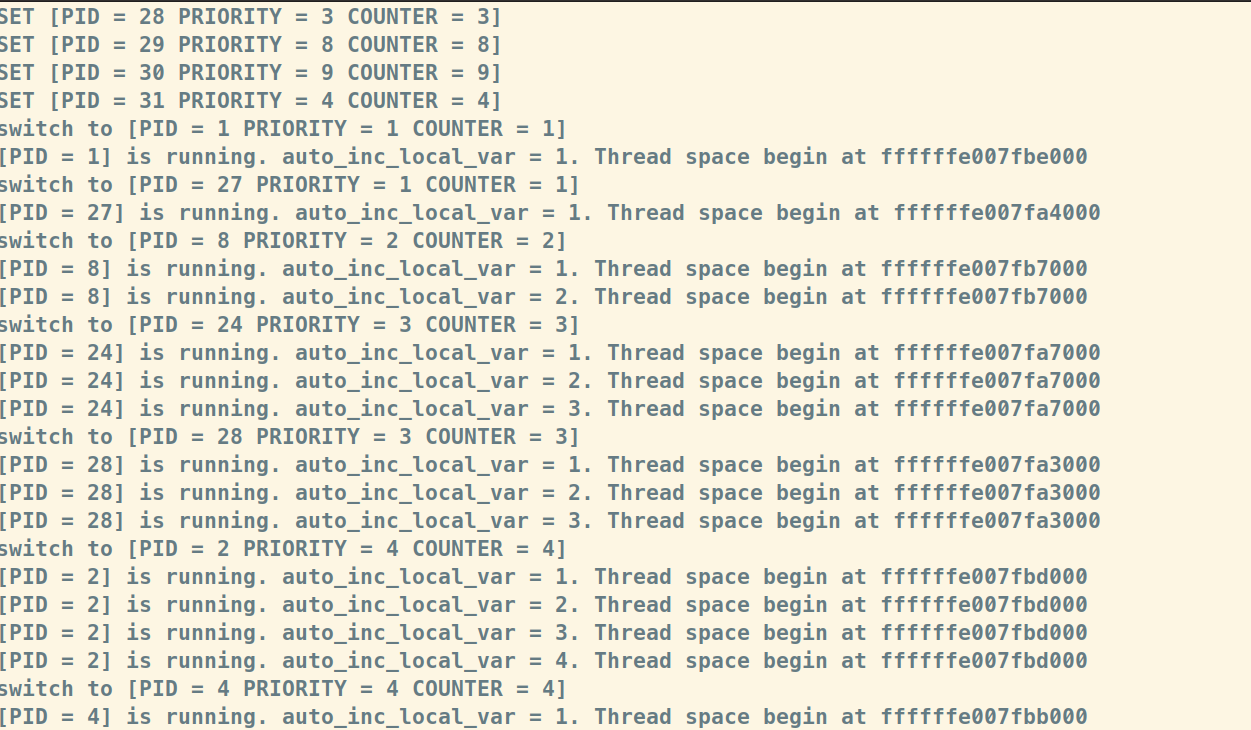 SET [PID = 28 PRIORITY = 3 COUNTER = 3]
SET [PID = 29 PRIORITY = 8 COUNTER = 8]
SET [PID = 30 PRIORITY = 9 COUNTER = 9]
SET [PID = 31 PRIORITY = 4 COUNTER = 4]
switch to [PID = 1 PRIORITY = 1 COUNTER = 1]
[PID = 1] is running. auto_inc_local_var = 1. Thread space begin at ffffffe007fbe000
switch to [PID = 27 PRIORITY = 1 COUNTER = 1]
[PID = 27] is running. auto_inc_local_var = 1. Thread space begin at ffffffe007fa4000
switch to [PID = 8 PRIORITY = 2 COUNTER = 2]
[PID = 8] is running. auto_inc_local_var = 1. Thread space begin at ffffffe007fb7000
[PID = 8] is running. auto_inc_local_var = 2. Thread space begin at ffffffe007fb7000
switch to [PID = 24 PRIORITY = 3 COUNTER = 3]
[PID = 24] is running. auto_inc_local_var = 1. Thread space begin at ffffffe007fa7000
[PID = 24] is running. auto_inc_local_var = 2. Thread space begin at ffffffe007fa7000
[PID = 24] is running. auto_inc_local_var = 3. Thread space begin at ffffffe007fa7000
switch to [PID = 28 PRIORITY = 3 COUNTER = 3]
[PID = 28] is running. auto_inc_local_var = 1. Thread space begin at ffffffe007fa3000
[PID = 28] is running. auto_inc_local_var = 2. Thread space begin at ffffffe007fa3000
[PID = 28] is running. auto_inc_local_var = 3. Thread space begin at ffffffe007fa3000
switch to [PID = 2 PRIORITY = 4 COUNTER = 4]
[PID = 2] is running. auto_inc_local_var = 1. Thread space begin at ffffffe007fbd000
[PID = 2] is running. auto_inc_local_var = 2. Thread space begin at ffffffe007fbd000
[PID = 2] is running. auto_inc_local_var = 3. Thread space begin at ffffffe007fbd000
[PID = 2] is running. auto_inc_local_var = 4. Thread space begin at ffffffe007fbd000
switch to [PID = 4 PRIORITY = 4 COUNTER = 4]
[PID = 4] is running. auto_inc_local_var = 1. Thread space begin at ffffffe007fbb000